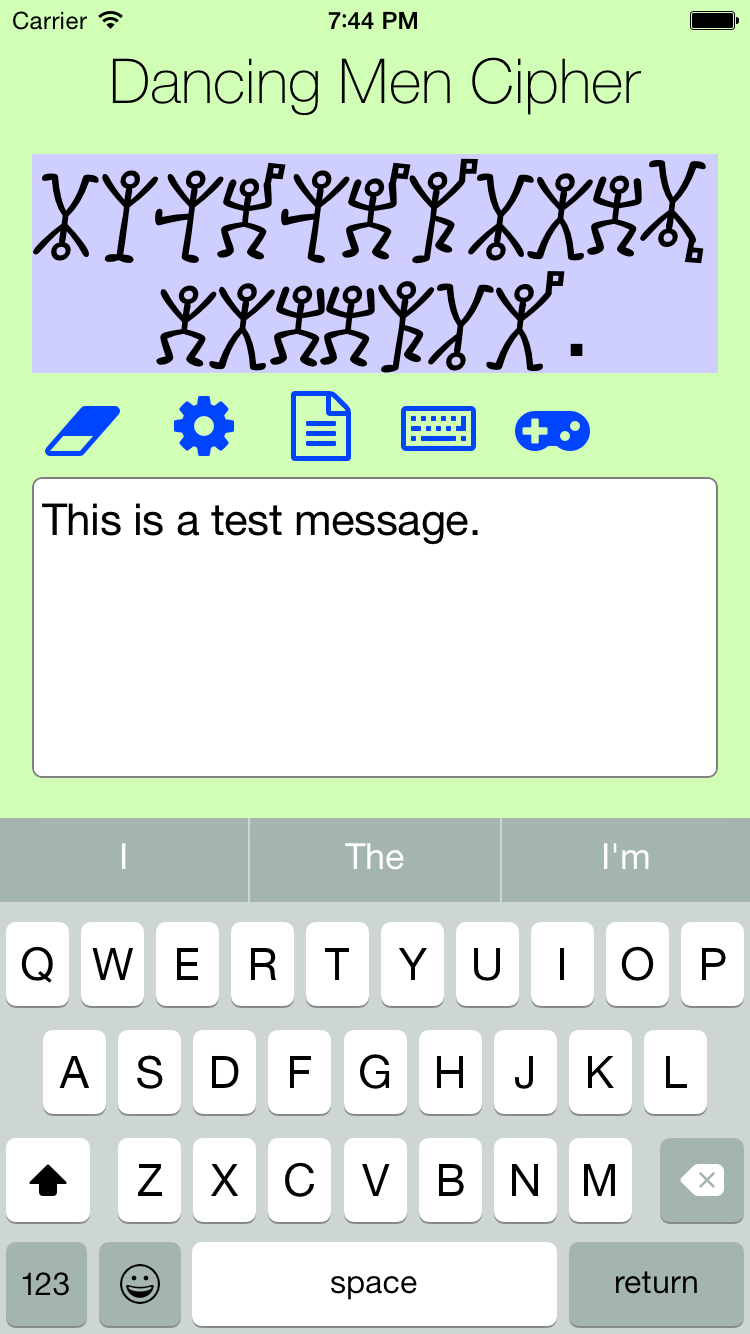 Carrier 7:44 PM
Dancing Men Cipher
.
This is a test message.
I The I'm
Q W E R T Y U I O P
A S D F G H J K L
Z X C V B N M
123 space return